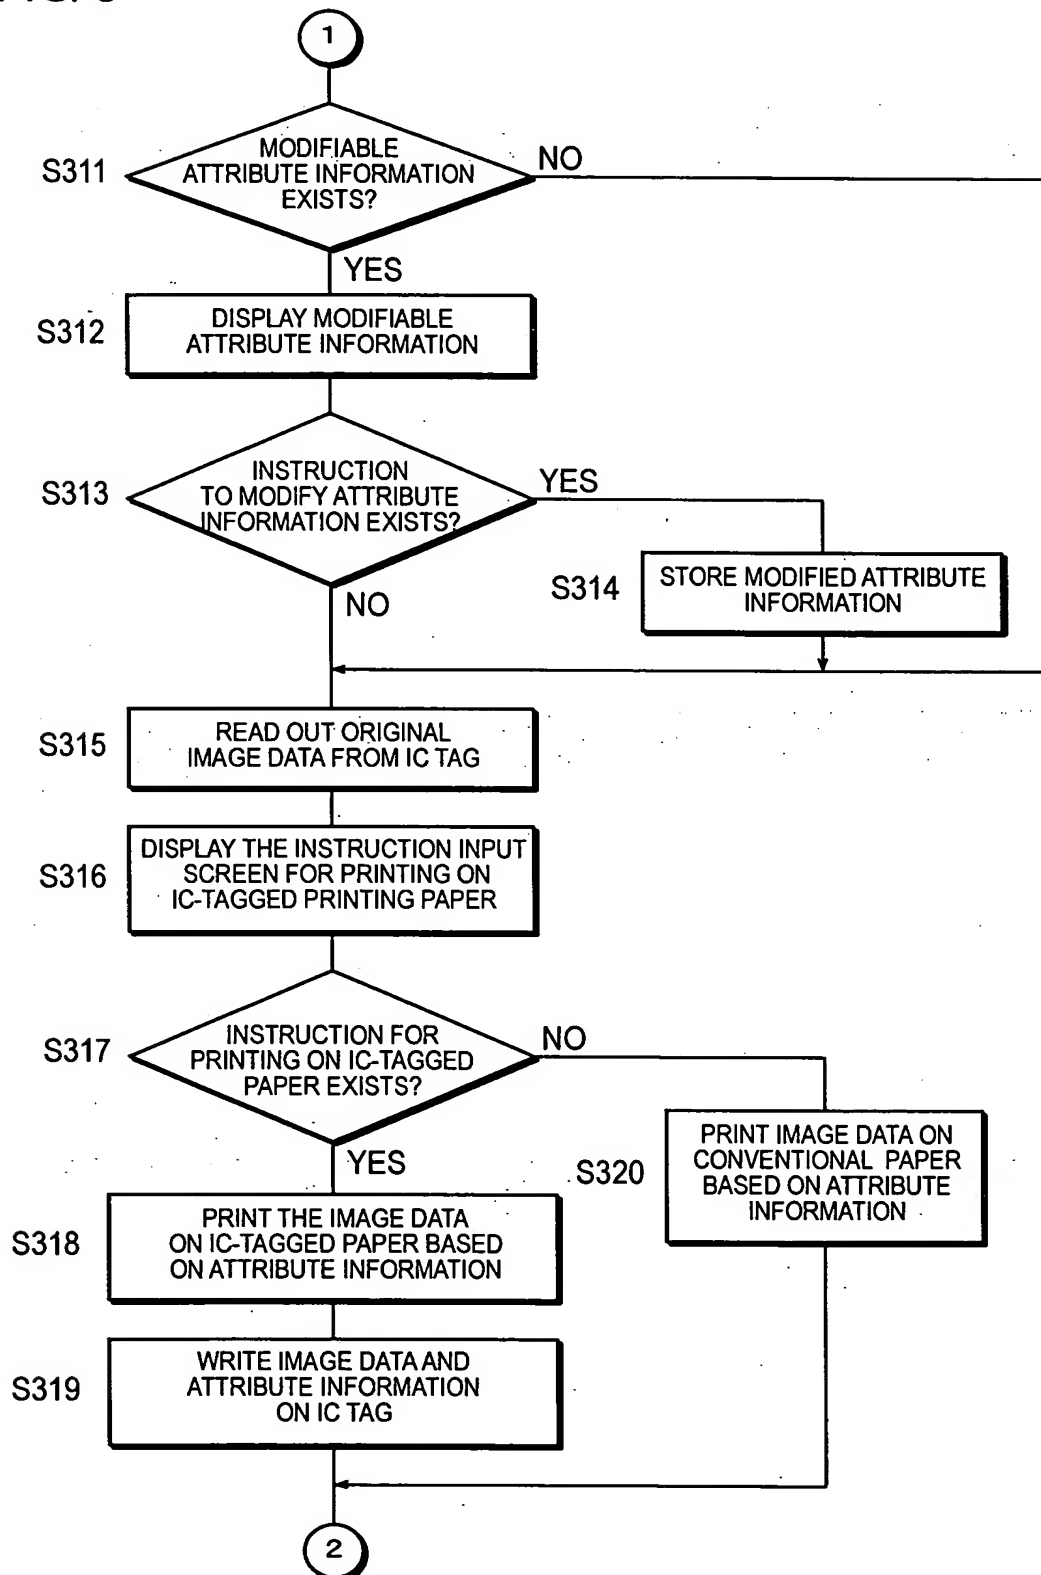 1
MODIFIABLE
ATTRIBUTE INFORMATION
EXISTS?
S311
NO
YES
DISPLAY MODIFIABLE
ATTRIBUTE INFORMATION
S312
INSTRUCTION
TO MODIFY ATTRIBUTE
INFORMATION EXISTS?
S313
YES
NO
S314
STORE MODIFIED ATTRIBUTE
INFORMATION
S315
READ OUT ORIGINAL
IMAGE DATA FROM IC TAG
S316
DISPLAY THE INSTRUCTION INPUT
SCREEN FOR PRINTING ON
IC-TAGGED PRINTING PAPER
S317
INSTRUCTION FOR
PRINTING ON IC-TAGGED
PAPER EXISTS?
NO
YES
S320
PRINT IMAGE DATA ON
CONVENTIONAL PAPER
BASED ON ATTRIBUTE
INFORMATION
S318
PRINT THE IMAGE DATA
ON IC-TAGGED PAPER BASED
ON ATTRIBUTE INFORMATION
S319
WRITE IMAGE DATA AND
ATTRIBUTE INFORMATION
ON IC TAG
2